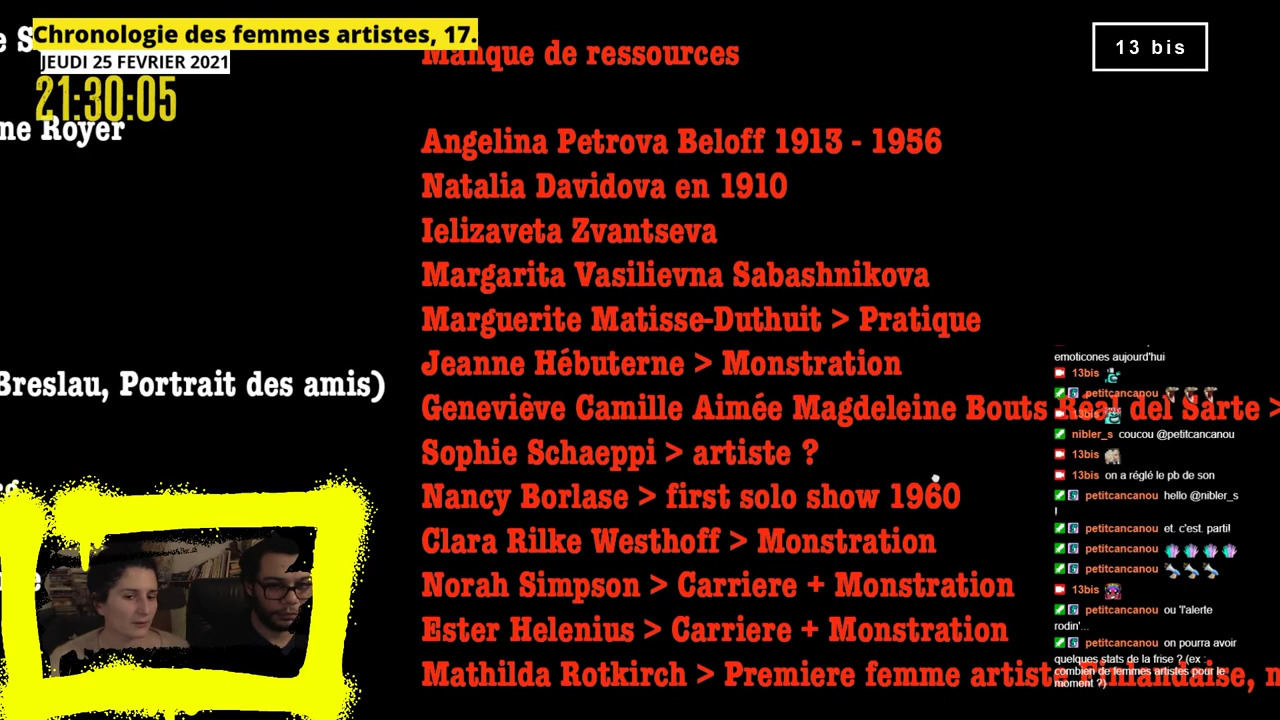 Chronologie des femmes artistes, 17.
JEUDI 25 FEVRIER 2021
21:30:05
13 bis
ne Royer
Breslau, Portrait des amis)
Manque de ressources
Angelina Petrova Beloff 1913 - 1956
Natalia Davidova en 1910
Ielizaveta Zvantseva
Margarita Vasilievna Sabashnikova
Marguerite Matisse-Duthuit > Pratique
Jeanne Hébuterne > Monstration
Geneviève Camille Aimée Magdeleine Bouts Réal del Sarte >
Sophie Schaeppi > artiste ?
Nancy Borlase > first solo show 1960
Clara Rilke Westhoff > Monstration
Norah Simpson > Carriere + Monstration
Ester Helenius > Carriere + Monstration
Mathilda Rotkirch > Premiere femme artiste Finlandaise,
emoticones aujourd'hui
13bis
petitcancanou
13bis
nibler_s coucou @petitcancanou
13bis
13bis on a réglé le pb de son
petitcancanou hello @nibler_s
!
petitcancanou et. c'est. parti!
petitcancanou
petitcancanou
13bis
petitcancanou ou 'l'alerte
rodin'...
petitcancanou on pourra avoir
quelques stats de la frise ? (ex :
combien de femmes artistes pour le
moment ?)